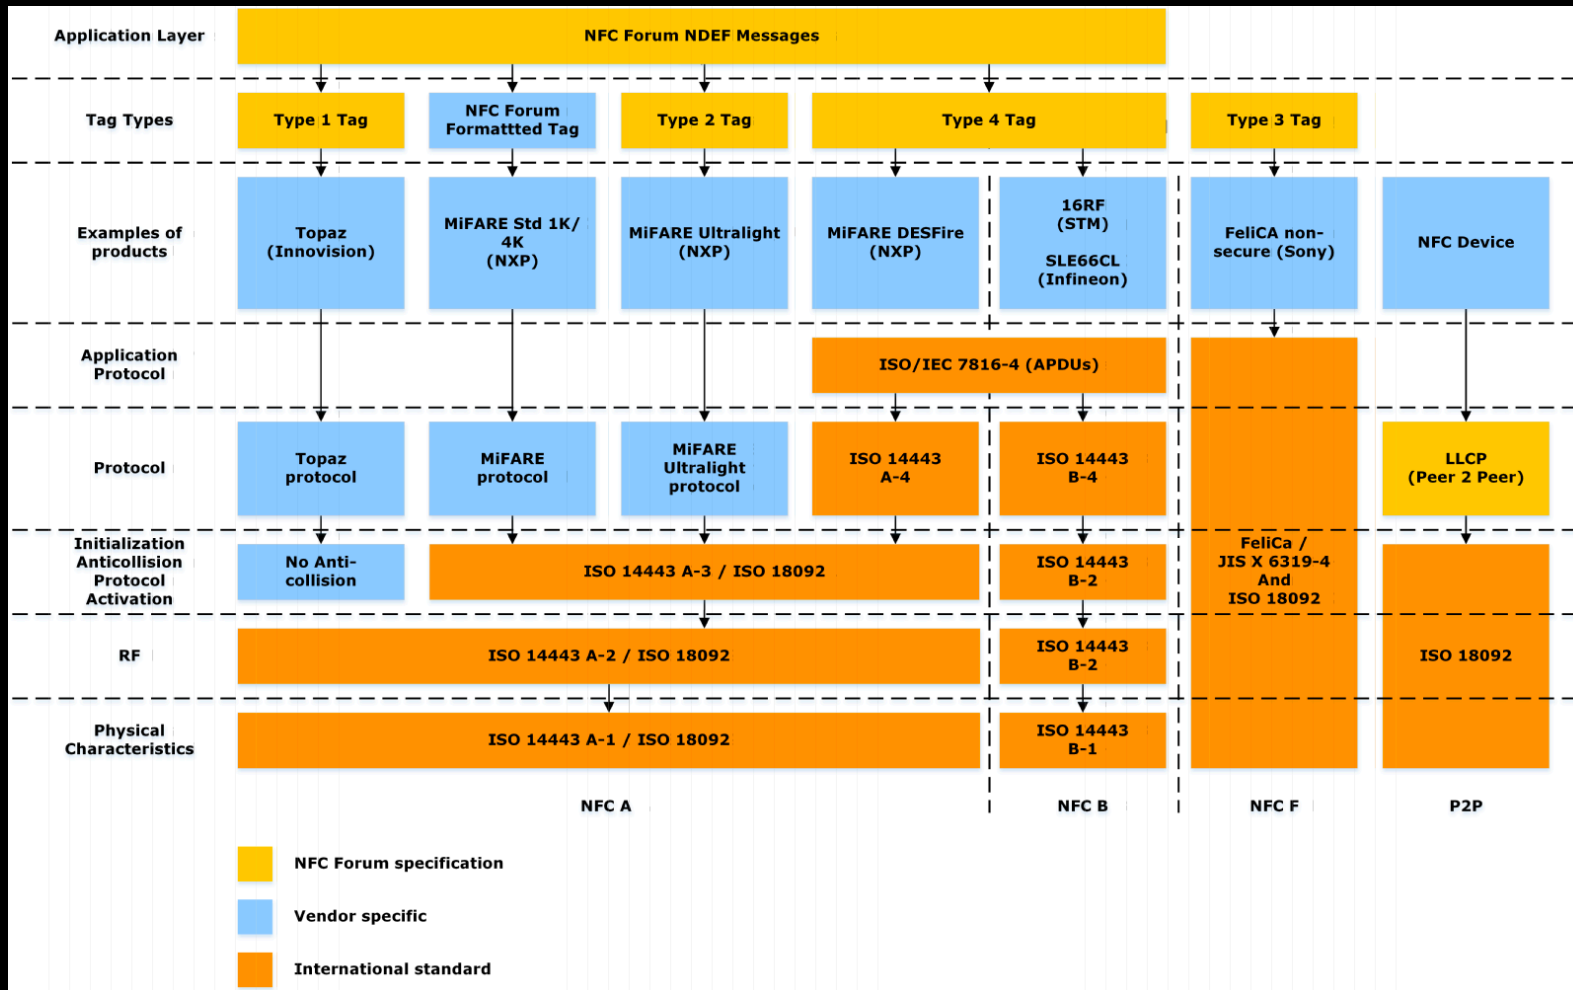 Application Layer
NFC Forum NDEF Messages
Tag Types
Type 1 Tag
NFC Forum
Formattted Tag
Type 2 Tag
Type 4 Tag
Type 3 Tag
Examples of
products
Topaz
(Innovision)
MiFARE Std 1K/
4K
(NXP)
MiFARE Ultralight
(NXP)
MiFARE DESFire
(NXP)
16RF
(STM)
SLE66CL
(Infineon)
FeliCA non-
secure (Sony)
NFC Device
Application
Protocol
ISO/IEC 7816-4 (APDUs)
Protocol
Topaz
protocol
MiFARE
protocol
MiFARE
Ultralight
protocol
ISO 14443
A-4
ISO 14443
B-4
LLCP
(Peer 2 Peer)
Initialization
Anticollision
Protocol
Activation
No Anti-
collision
ISO 14443 A-3 / ISO 18092
ISO 14443
B-2
FeliCa /
JIS X 6319-4
And
ISO 18092
RF
ISO 14443 A-2 / ISO 18092
ISO 14443
B-2
ISO 18092
Physical
Characteristics
ISO 14443 A-1 / ISO 18092
ISO 14443
B-1
NFC A
NFC B
NFC F
P2P
NFC Forum specification
Vendor specific
International standard